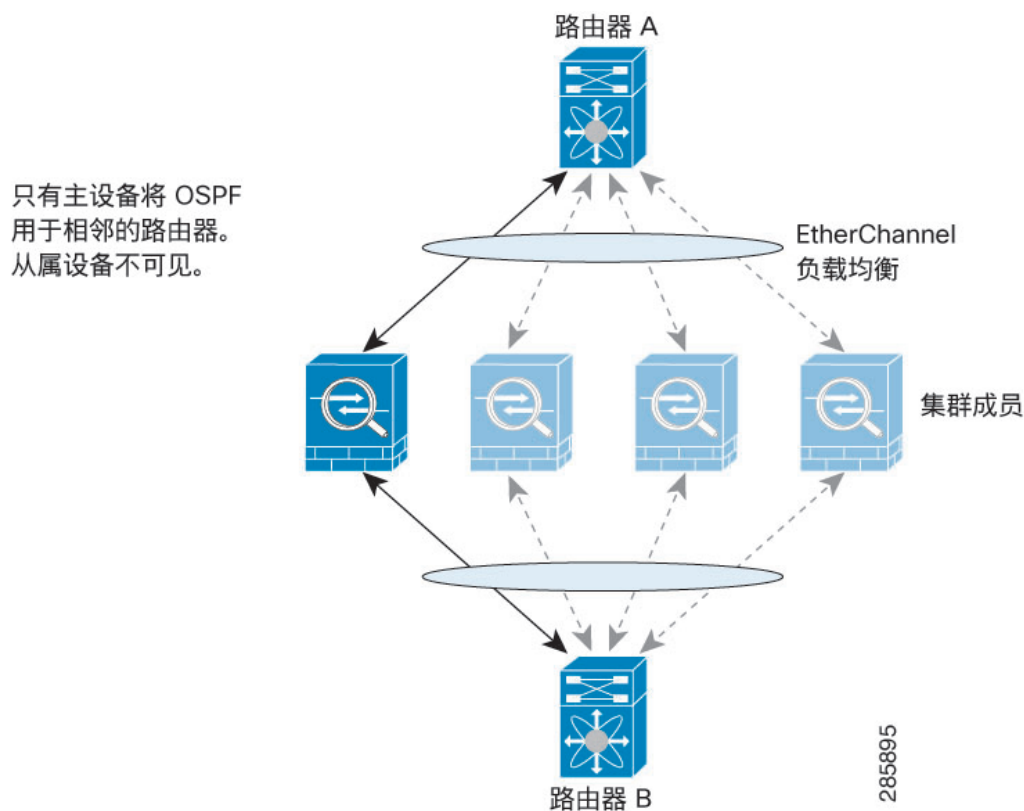 路由器 A
只有主设备将 OSPF
用于相邻的路由器。
从属设备不可见。
EtherChannel
负载均衡
集群成员
路由器 B
285895